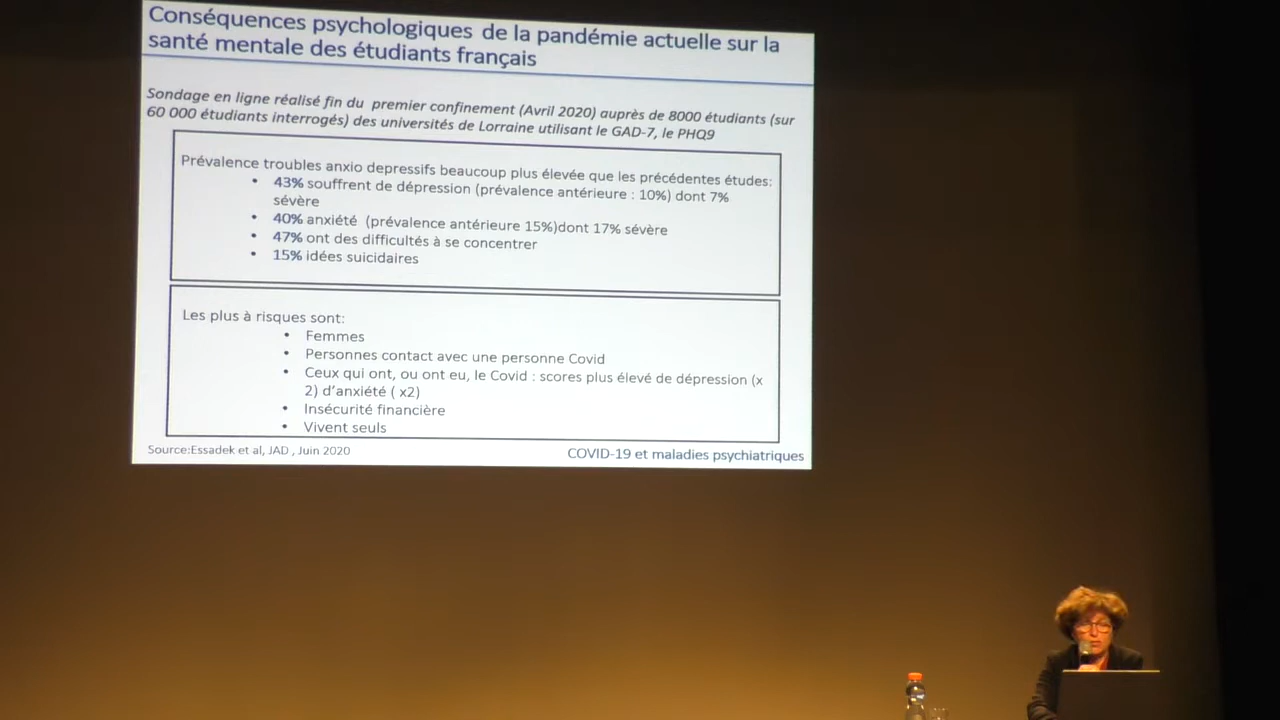 Conséquences psychologiques de la pandémie actuelle sur la
santé mentale des étudiants français
Sondage en ligne réalisé fin du premier confinement (Avril 2020) auprès de 8000 étudiants (sur
60 000 étudiants interrogés) des universités de Lorraine utilisant le GAD-7, le PHQ9
Prévalence troubles anxio depressifs beaucoup plus élevée que les précédentes études:
• 43% souffrent de dépression (prévalence antérieure : 10%) dont 7%
sévère
• 40% anxiété (prévalence antérieure 15%)dont 17% sévère
• 47% ont des difficultés à se concentrer
• 15% idées suicidaires
Les plus à risques sont:
• Femmes
• Personnes contact avec une personne Covid
• Ceux qui ont, ou ont eu, le Covid : scores plus élevé de dépression (x
2) d'anxiété ( x2)
• Insécurité financière
• Vivent seuls
Source:Essadek et al, JAD , Juin 2020
COVID-19 et maladies psychiatriques